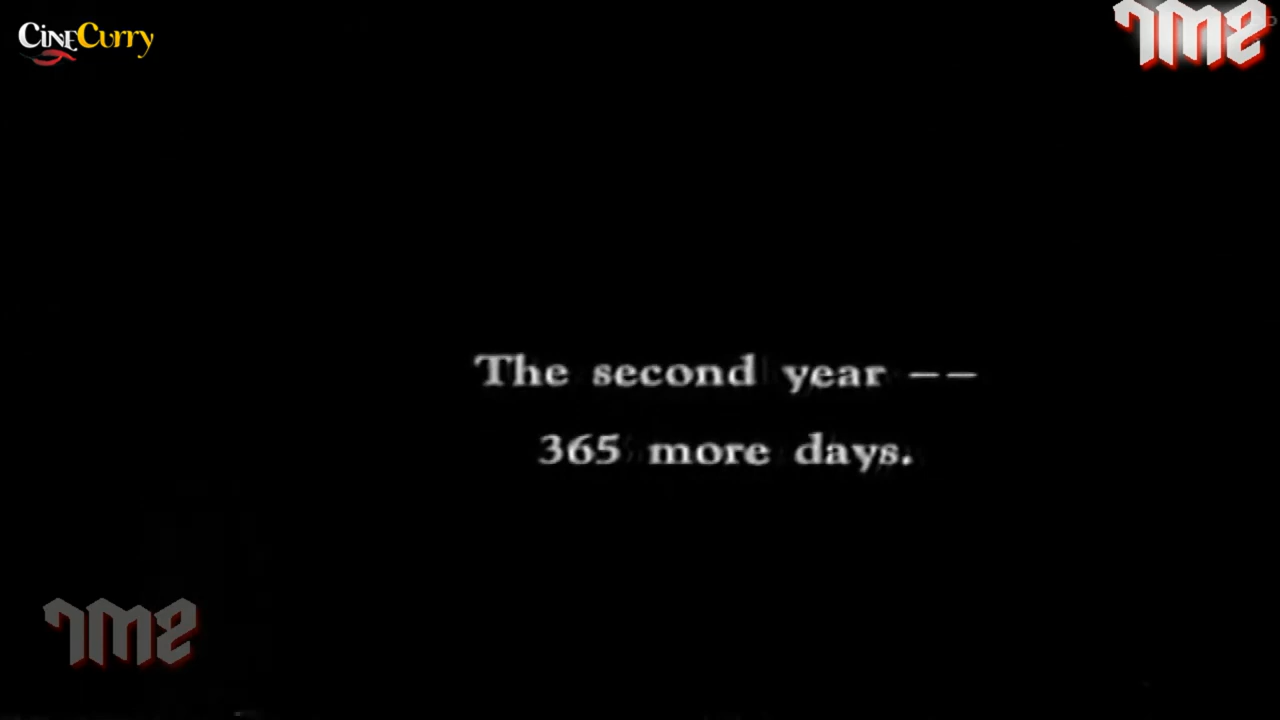 CineCurry
The second year --
365 more days.